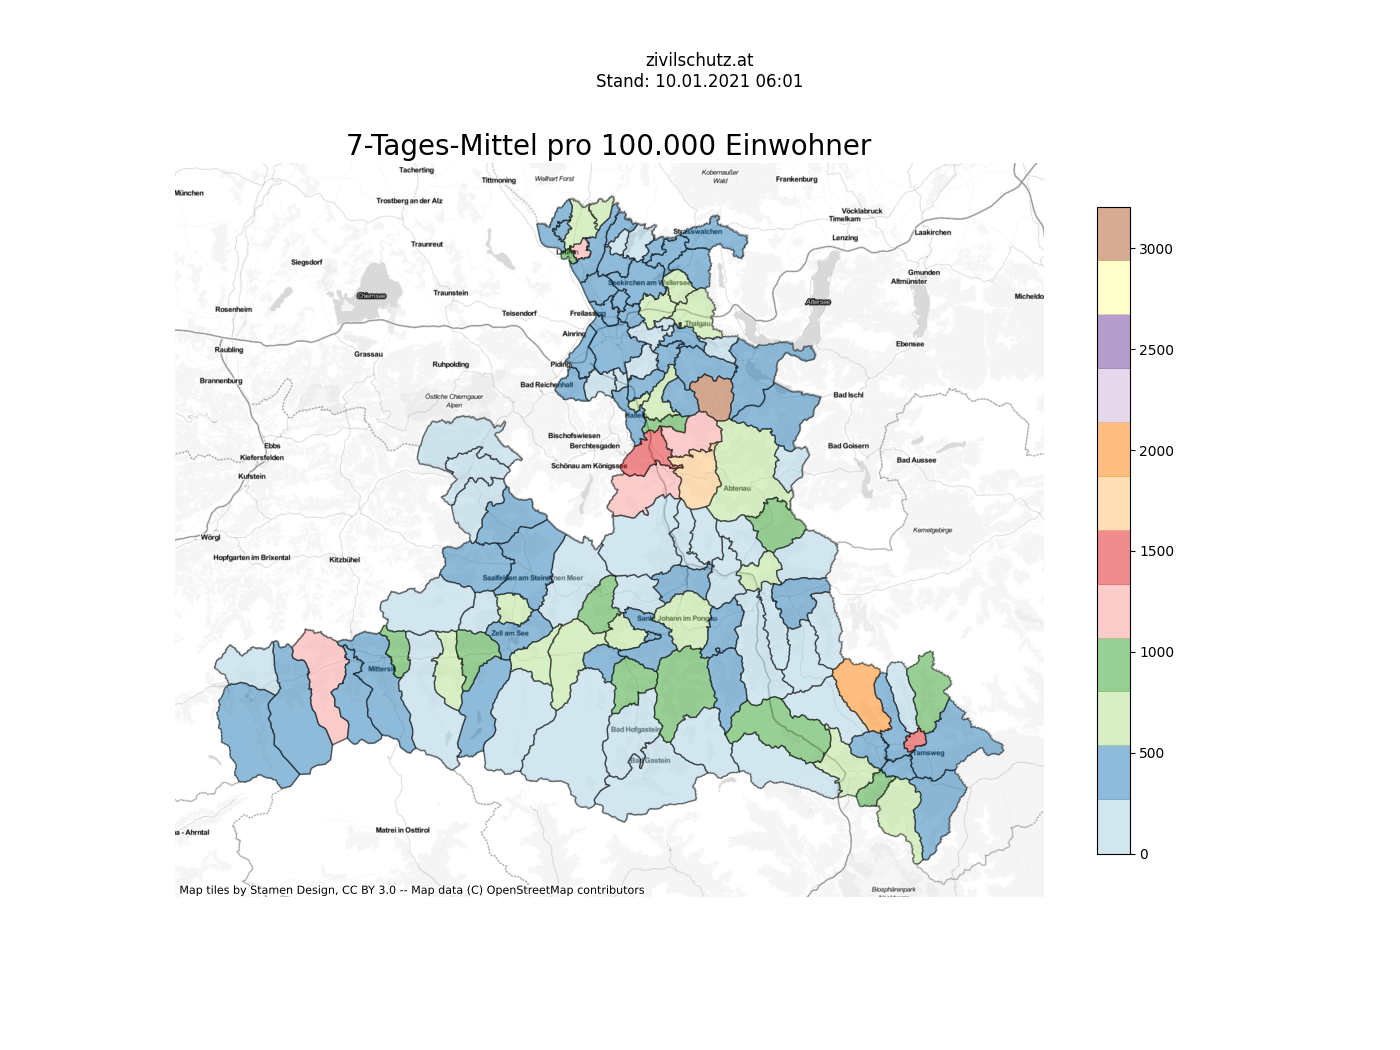 zivilschutz.at
Stand: 10.01.2021 06:01
7-Tages-Mittel pro 100.000 Einwohner
Tacherting
Tittmoning
Weilhart Forst
Kobernaußer
Wald
Frankenburg
München
Trostberg an der Alz
Vöcklabruck
Timelkam
Laakirchen
Lenzing
Strasswalchen
Traunreut
Siegsdorf
Gmunden
Altmünster
Seekirchen am Wallersee
Chiemsee
Traunstein
Attersee
Micheldo
Rosenheim
Teisendorf
Freilassing
Thalgau
Ainring
Ebensee
Raubling
Grassau
Ruhpolding
Piding
Brannenburg
Bad Reichenhall
Östliche Chiemgauer
Alpen
Bad Ischl
Hallein
Bischofswiesen
Berchtesgaden
Ebbs
Kiefersfelden
Bad Goisern
Schönau am Königssee
Bad Aussee
Kufstein
Abtenau
Kemetgebirge
Wörgl
Hopfgarten im Brixental
Kitzbühel
Saalfelden am Steinernen Meer
Sankt Johann im Pongau
Zell am See
Mittersill
Bad Hofgastein
Bad Gastein
Tamsweg
a - Ahrntal
Matrei in Osttirol
Biosphärenpark
Map tiles by Stamen Design, CC BY 3.0 -- Map data (C) OpenStreetMap contributors
3000
2500
2000
1500
1000
500
0